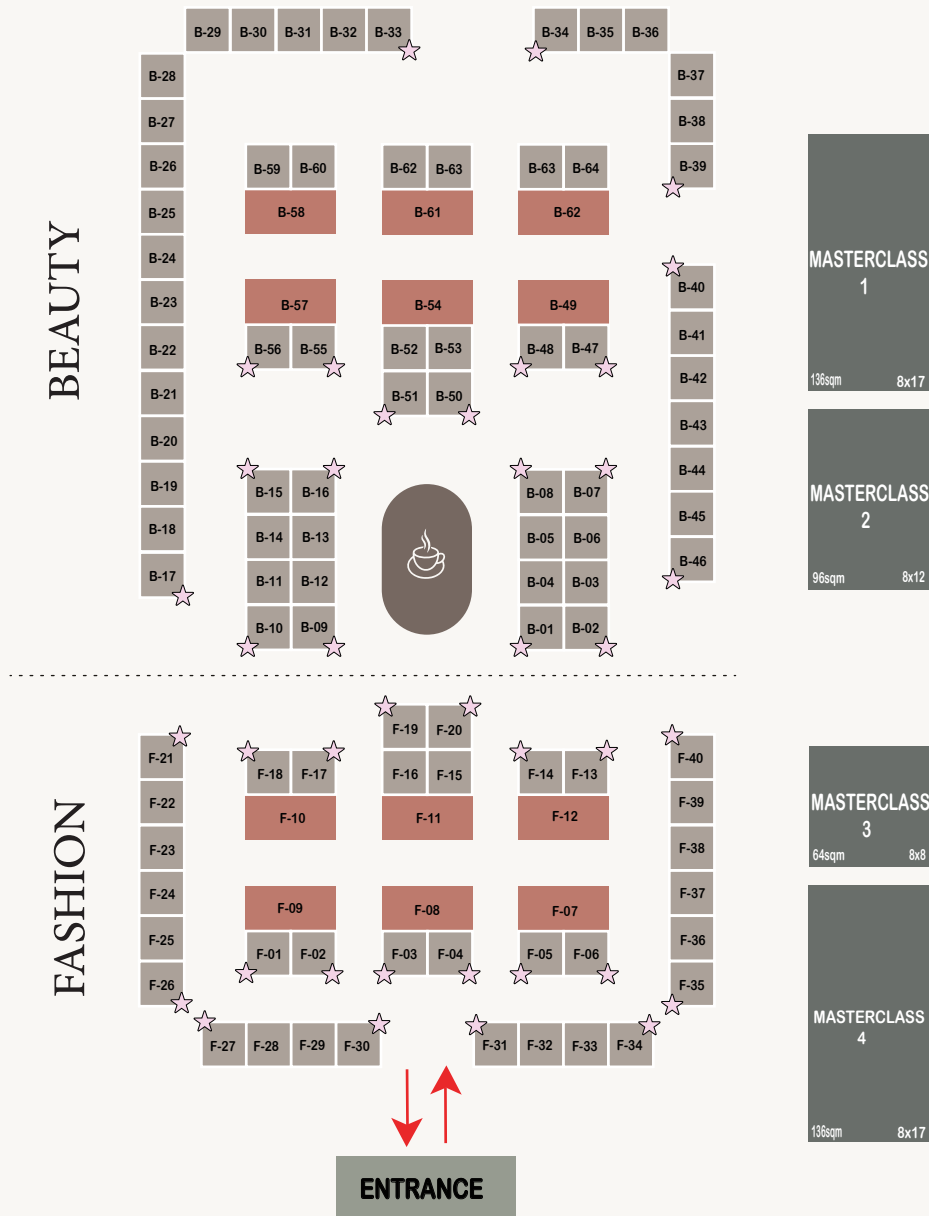 B-29 B-30 B-31 B-32 B-33 B-34 B-35 B-36
B-28 B-37
B-27 B-38
B-26 B-59 B-60 B-62 B-63 B-63 B-64 B-39
B-25 B-58 B-61 B-62
B-24
B-23 B-57 B-54 B-49 B-40
B-22 B-56 B-55 B-52 B-53 B-48 B-47 B-41
B-21 B-51 B-50 B-42
B-20 B-43
B-19 B-15 B-16 B-08 B-07 B-44
B-18 B-14 B-13 B-05 B-06 B-45
B-17 B-11 B-12 B-04 B-03 B-46
B-10 B-09 B-01 B-02
BEAUTY
MASTERCLASS
1
136sqm 8x17
MASTERCLASS
2
96sqm 8x12
F-19 F-20
F-21 F-18 F-17 F-16 F-15 F-14 F-13 F-40
F-22 F-10 F-11 F-12 F-39
F-23 F-38
F-24 F-09 F-08 F-07 F-37
F-25 F-01 F-02 F-03 F-04 F-05 F-06 F-36
F-26 F-35
F-27 F-28 F-29 F-30 F-31 F-32 F-33 F-34
FASHION
MASTERCLASS
3
64sqm 8x8
MASTERCLASS
4
136sqm 8x17
ENTRANCE